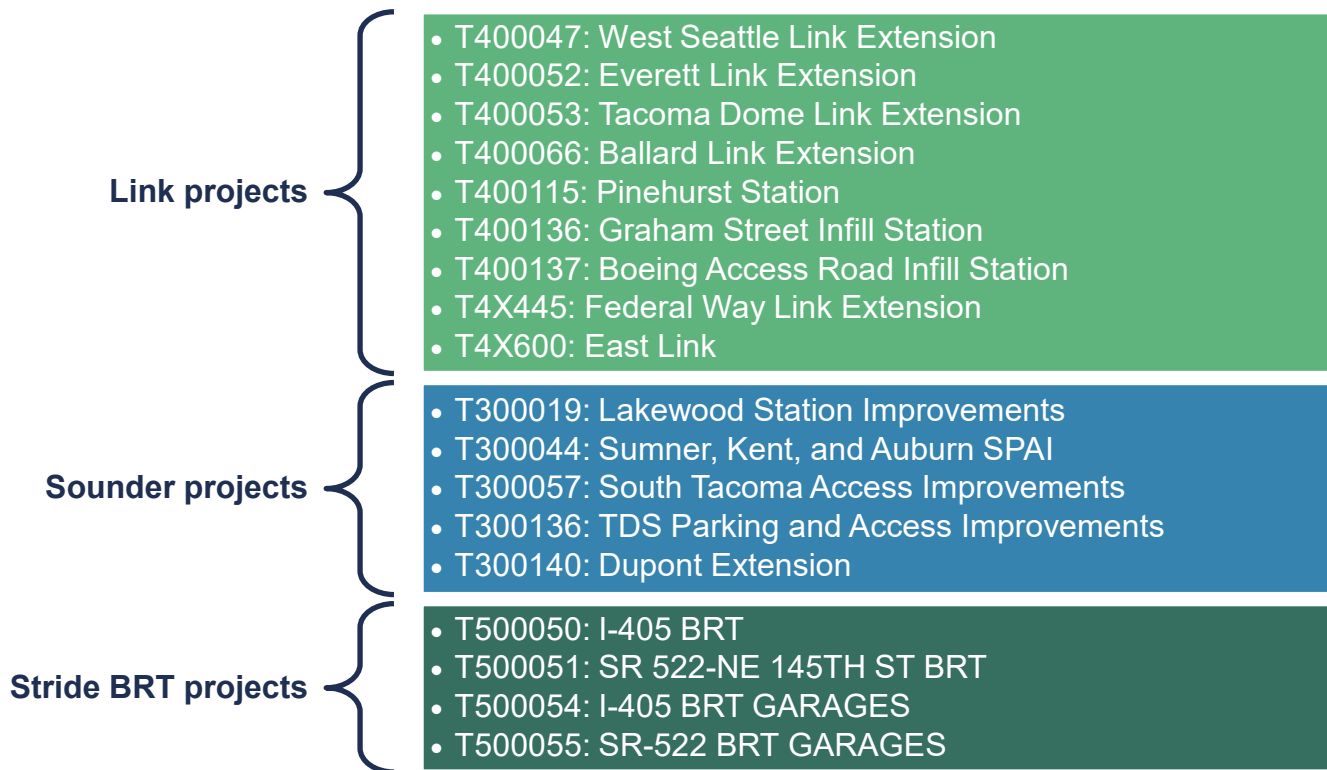 Link projects
• T400047: West Seattle Link Extension
• T400052: Everett Link Extension
• T400053: Tacoma Dome Link Extension
• T400066: Ballard Link Extension
• T400115: Pinehurst Station
• T400136: Graham Street Infill Station
• T400137: Boeing Access Road Infill Station
• T4X445: Federal Way Link Extension
• T4X600: East Link
Sounder projects
• T300019: Lakewood Station Improvements
• T300044: Sumner, Kent, and Auburn SPAI
• T300057: South Tacoma Access Improvements
• T300136: TDS Parking and Access Improvements
• T300140: Dupont Extension
Stride BRT projects
• T500050: I-405 BRT
• T500051: SR 522-NE 145TH ST BRT
• T500054: I-405 BRT GARAGES
• T500055: SR-522 BRT GARAGES